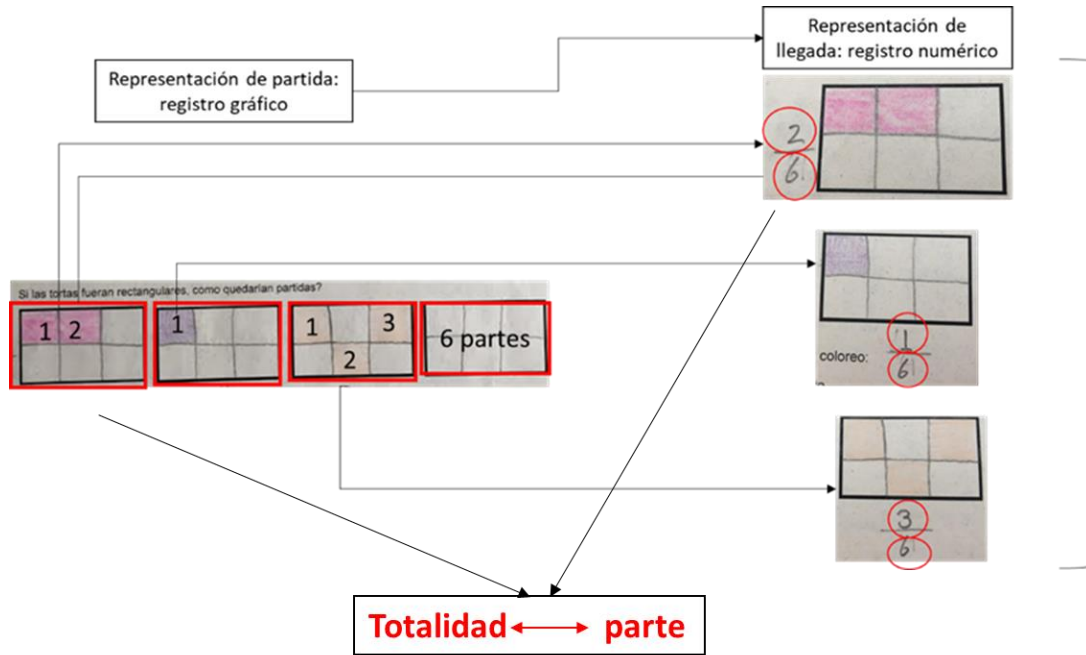 Representación de partida:
registro gráfico
Representación de
llegada: registro numérico
2
6
Si las tortas fueran rectangulares, como quedarían partidas?
1 2
1
1 3
2
6 partes
coloreo:
1
6
3
6
Totalidad parte